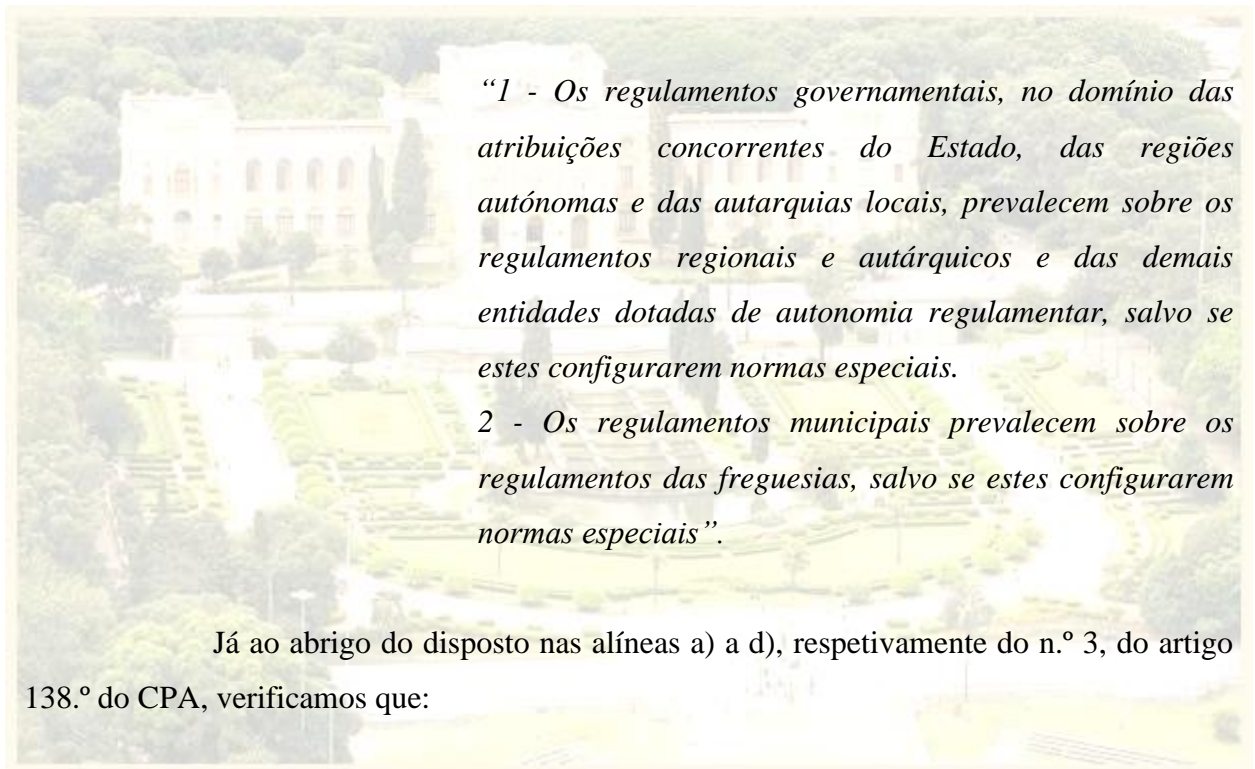 “1 - Os regulamentos governamentais, no domínio das
atribuições concorrentes do Estado, das regiões
autónomas e das autarquias locais, prevalecem sobre os
regulamentos regionais e autárquicos e das demais
entidades dotadas de autonomia regulamentar, salvo se
estes configurarem normas especiais.
2 - Os regulamentos municipais prevalecem sobre os
regulamentos das freguesias, salvo se estes configurarem
normas especiais”.
Já ao abrigo do disposto nas alíneas a) a d), respetivamente do n.º 3, do artigo
138.º do CPA, verificamos que: